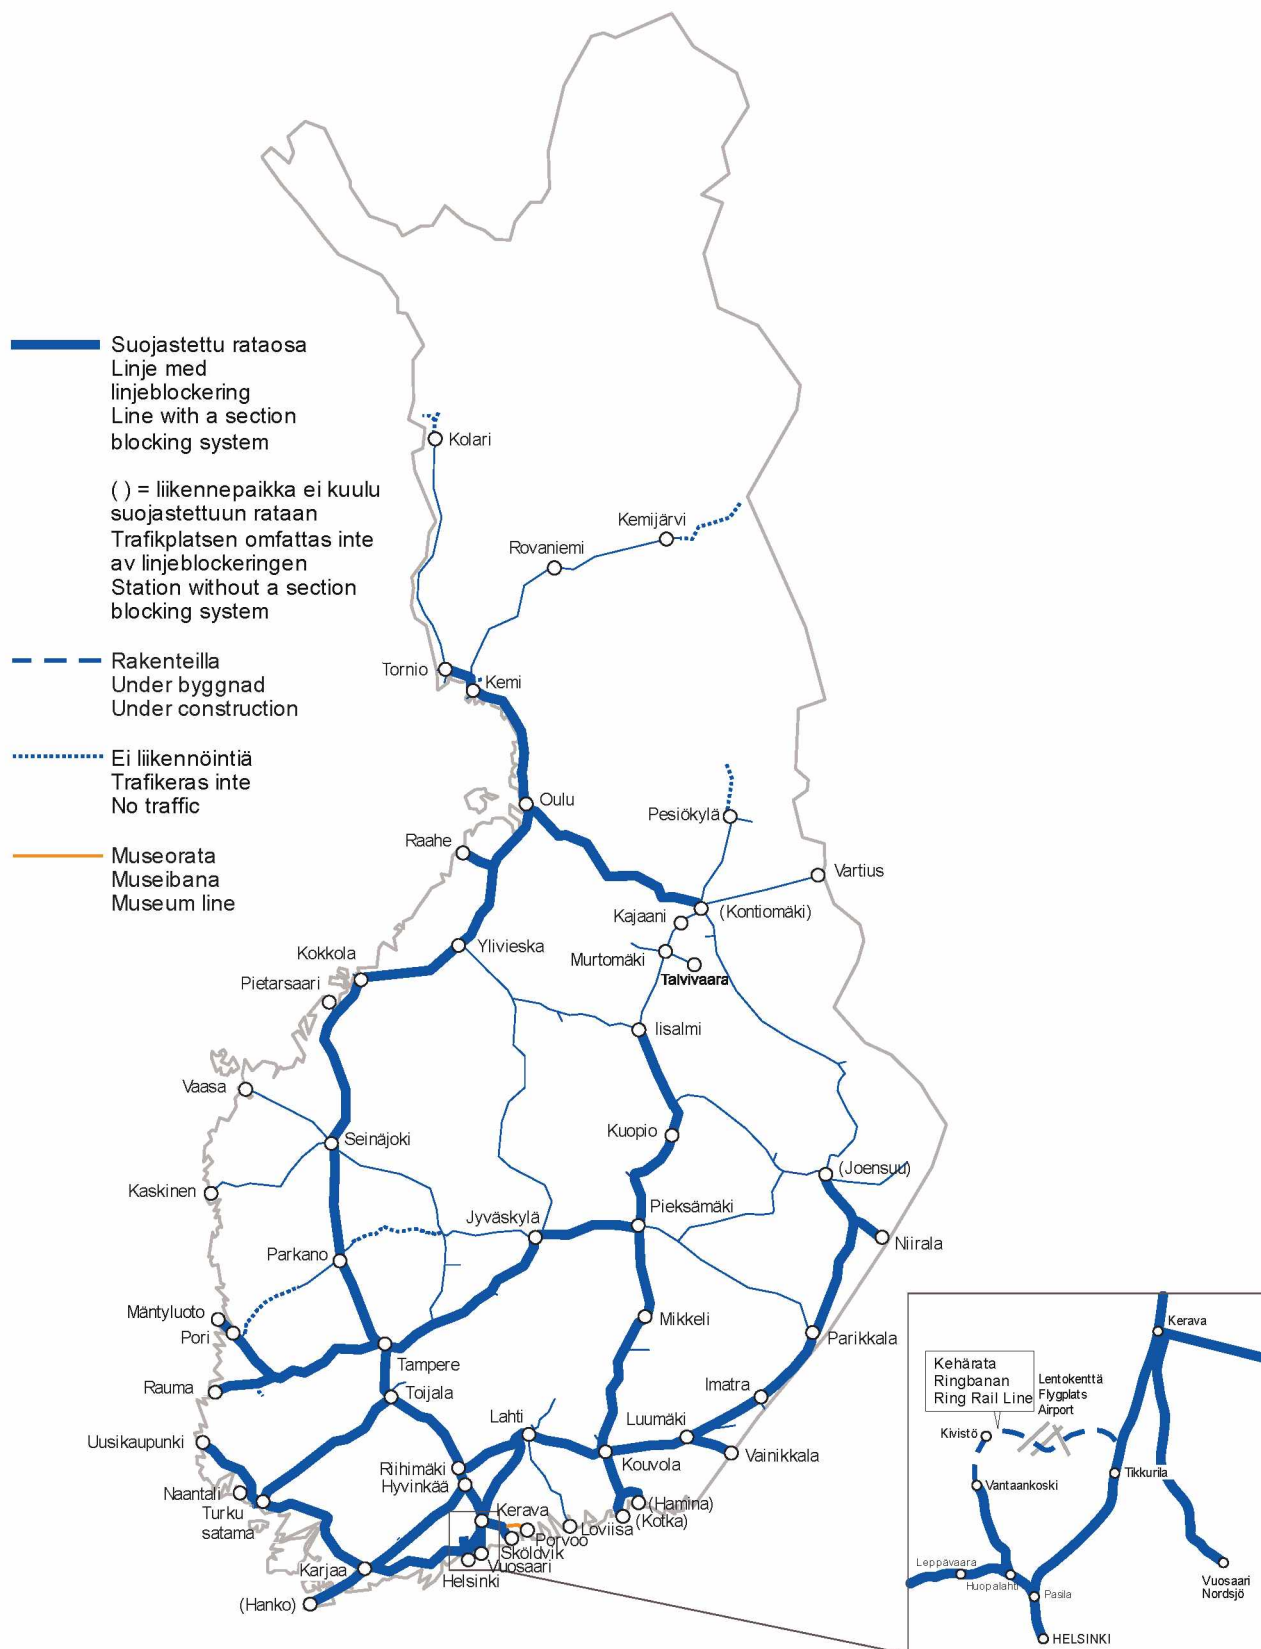 Suojastettu rataosa
Linje med
linjeblockering
Line with a section
blocking system
( ) = liikennepaikka ei kuulu
suojastettuun rataan
Trafikplatsen omfattas inte
av linjeblockeringen
Station without a section
blocking system
Rakenteilla
Under byggnad
Under construction
Ei liikennöintiä
Trafikeras inte
No traffic
Museorata
Museibana
Museum line
Kolari
Kemijärvi
Rovaniemi
Tornio
Kemi
Oulu
Pesiökylä
Raahe
Vartius
(Kontiomäki)
Kajaani
Ylivieska
Murtomäki
Talvivaara
Kokkola
Pietarsaari
Iisalmi
Vaasa
Kuopio
Seinäjoki
(Joensuu)
Kaskinen
Pieksämäki
Jyväskylä
Niirala
Parkano
Mäntyluoto
Pori
Mikkeli
Parikkala
Tampere
Rauma
Toijala
Imatra
Lahti
Luumäki
Uusikaupunki
Kouvola
Vainikkala
Riihimäki
Hyvinkää
Naantali
Turku
satama
(Hamina)
(Kotka)
Kerava
Loviisa
Porvoo
Sköldvik
Vuosaari
Helsinki
Karjaa
(Hanko)
Kerava
Kehärata
Ringbanan
Ring Rail Line
Lentokenttä
Flygplats
Airport
Kivistö
Tikkurila
Vantaankoski
Leppävaara
Huopalahti
Pasila
Vuosaari
Nordsjö
HELSINKI